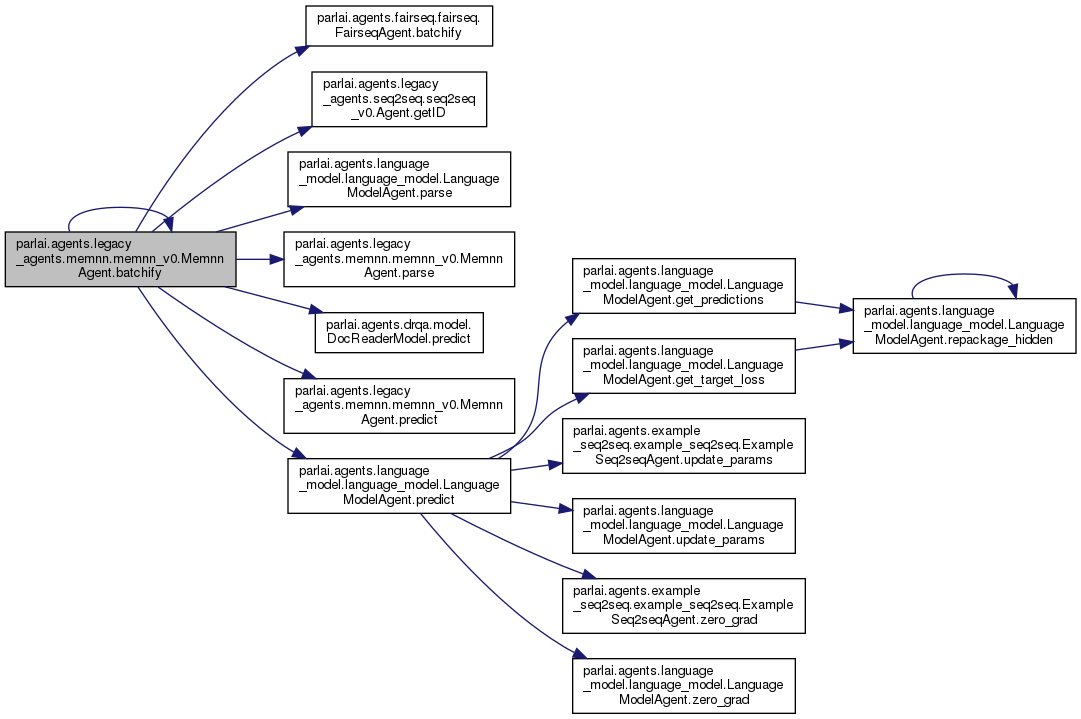 parlai.agents.fairseq.fairseq.
FairseqAgent.batchify
parlai.agents.legacy
_agents.seq2seq.seq2seq
_v0.Agent.getID
parlai.agents.language
_model.language_model.Language
ModelAgent.parse
parlai.agents.legacy
_agents.memnn.memnn_v0.Memnn
Agent.batchify
parlai.agents.legacy
_agents.memnn.memnn_v0.Memnn
Agent.parse
parlai.agents.drqa.model.
DocReaderModel.predict
parlai.agents.legacy
_agents.memnn.memnn_v0.Memnn
Agent.predict
parlai.agents.language
_model.language_model.Language
ModelAgent.predict
parlai.agents.language
_model.language_model.Language
ModelAgent.get_predictions
parlai.agents.language
_model.language_model.Language
ModelAgent.get_target_loss
parlai.agents.example
_seq2seq.example_seq2seq.Example
Seq2seqAgent.update_params
parlai.agents.language
_model.language_model.Language
ModelAgent.update_params
parlai.agents.example
_seq2seq.example_seq2seq.Example
Seq2seqAgent.zero_grad
parlai.agents.language
_model.language_model.Language
ModelAgent.zero_grad
parlai.agents.language
_model.language_model.Language
ModelAgent.repackage_hidden